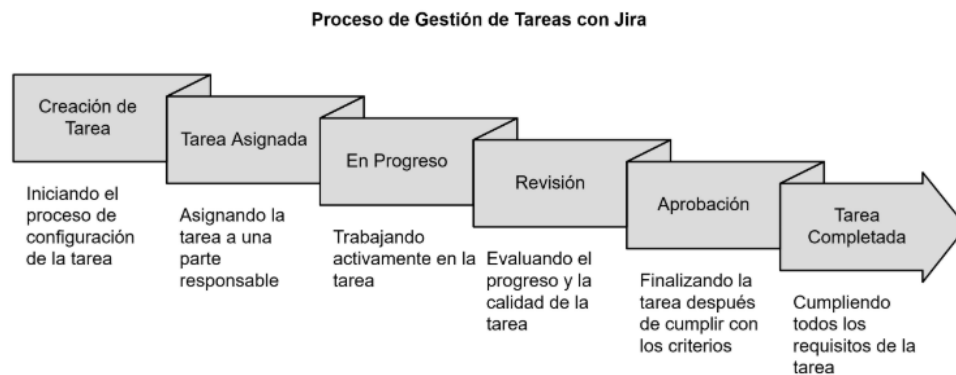 Proceso de Gestión de Tareas con Jira
Creación de
Tarea
Iniciando el
proceso de
configuración
de la tarea
Tarea Asignada
Asignando la
tarea a una
parte
responsable
En Progreso
Trabajando
activamente en la
tarea
Revisión
Evaluando el
progreso y la
calidad de la
tarea
Aprobación
Finalizando la
tarea después
de cumplir con
los criterios
Tarea
Completada
Cumpliendo
todos los
requisitos de la
tarea